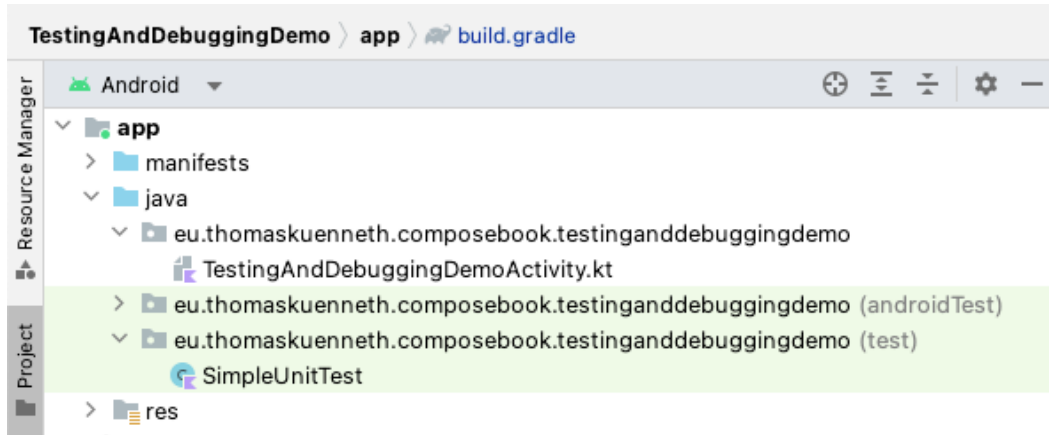 TestingAndDebuggingDemo app build.gradle
Android
Resource Manager
Project
app
manifests
java
eu.thomaskuenneth.composebook.testinganddebuggingdemo
TestingAndDebuggingDemoActivity.kt
eu.thomaskuenneth.composebook.testinganddebuggingdemo (androidTest)
eu.thomaskuenneth.composebook.testinganddebuggingdemo (test)
SimpleUnitTest
res